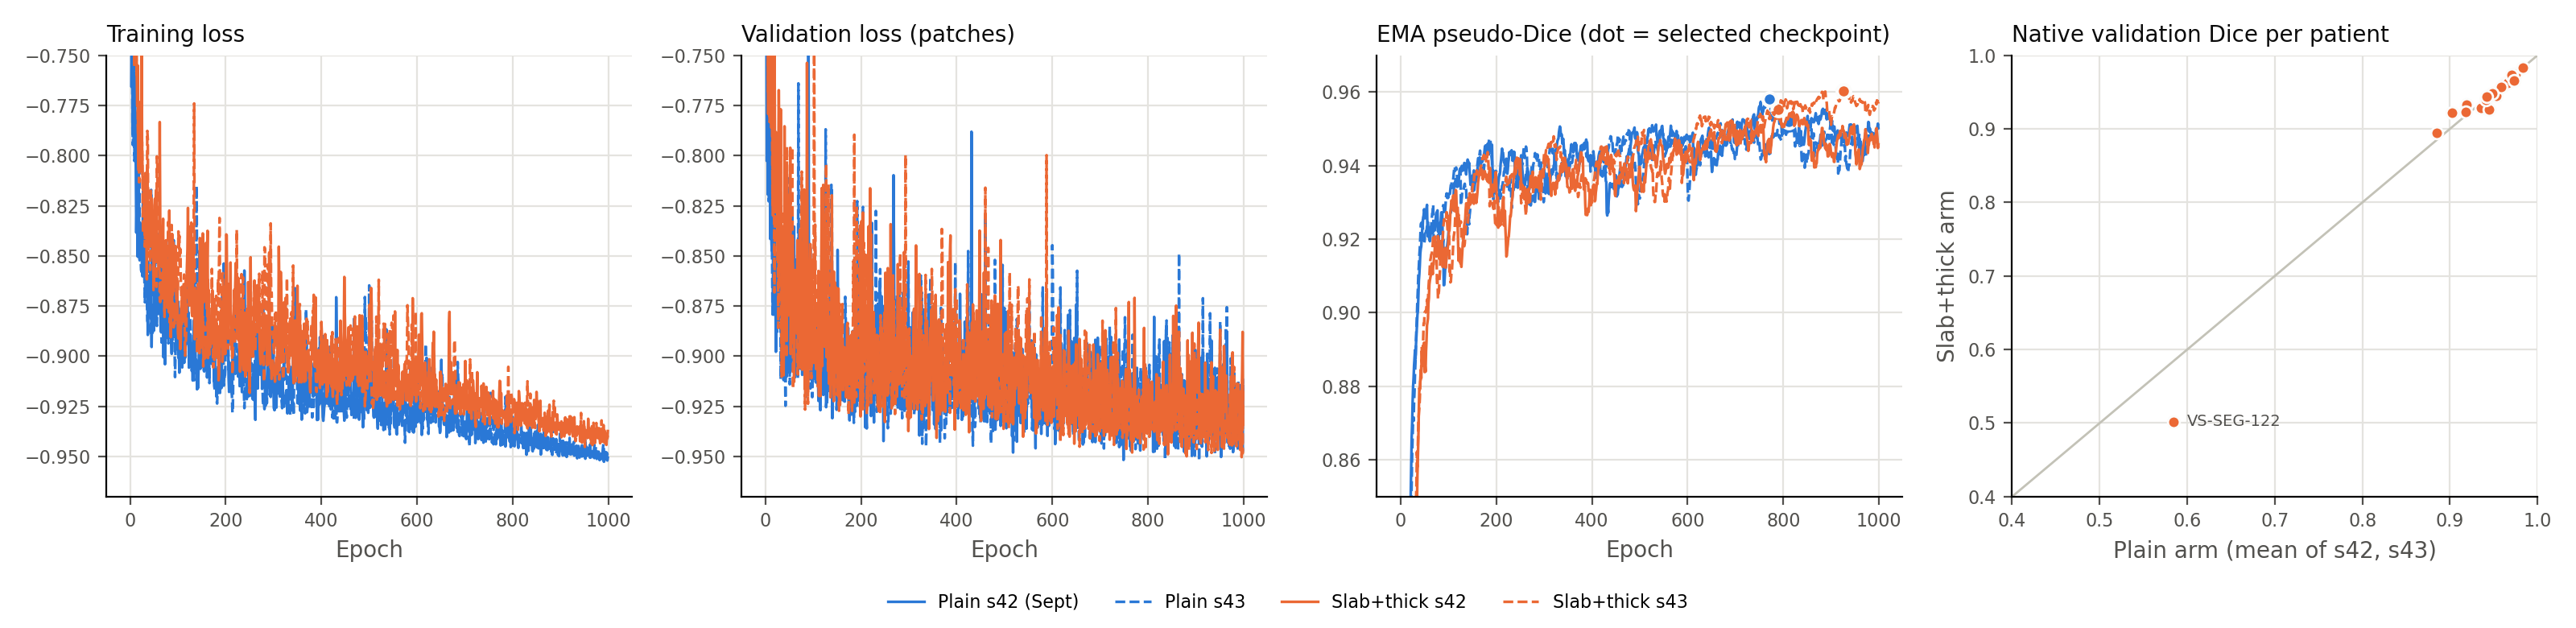 Training loss
−0.750
−0.775
−0.800
−0.825
−0.850
−0.875
−0.900
−0.925
−0.950
0 200 400 600 800 1000
Epoch
Validation loss (patches)
−0.750
−0.775
−0.800
−0.825
−0.850
−0.875
−0.900
−0.925
−0.950
0 200 400 600 800 1000
Epoch
EMA pseudo-Dice (dot = selected checkpoint)
0.96
0.94
0.92
0.90
0.88
0.86
0 200 400 600 800 1000
Epoch
Native validation Dice per patient
Slab+thick arm
1.0
0.9
0.8
0.7
0.6
0.5
0.4
VS-SEG-122
0.4 0.5 0.6 0.7 0.8 0.9 1.0
Plain arm (mean of s42, s43)
Plain s42 (Sept) Plain s43 Slab+thick s42 Slab+thick s43